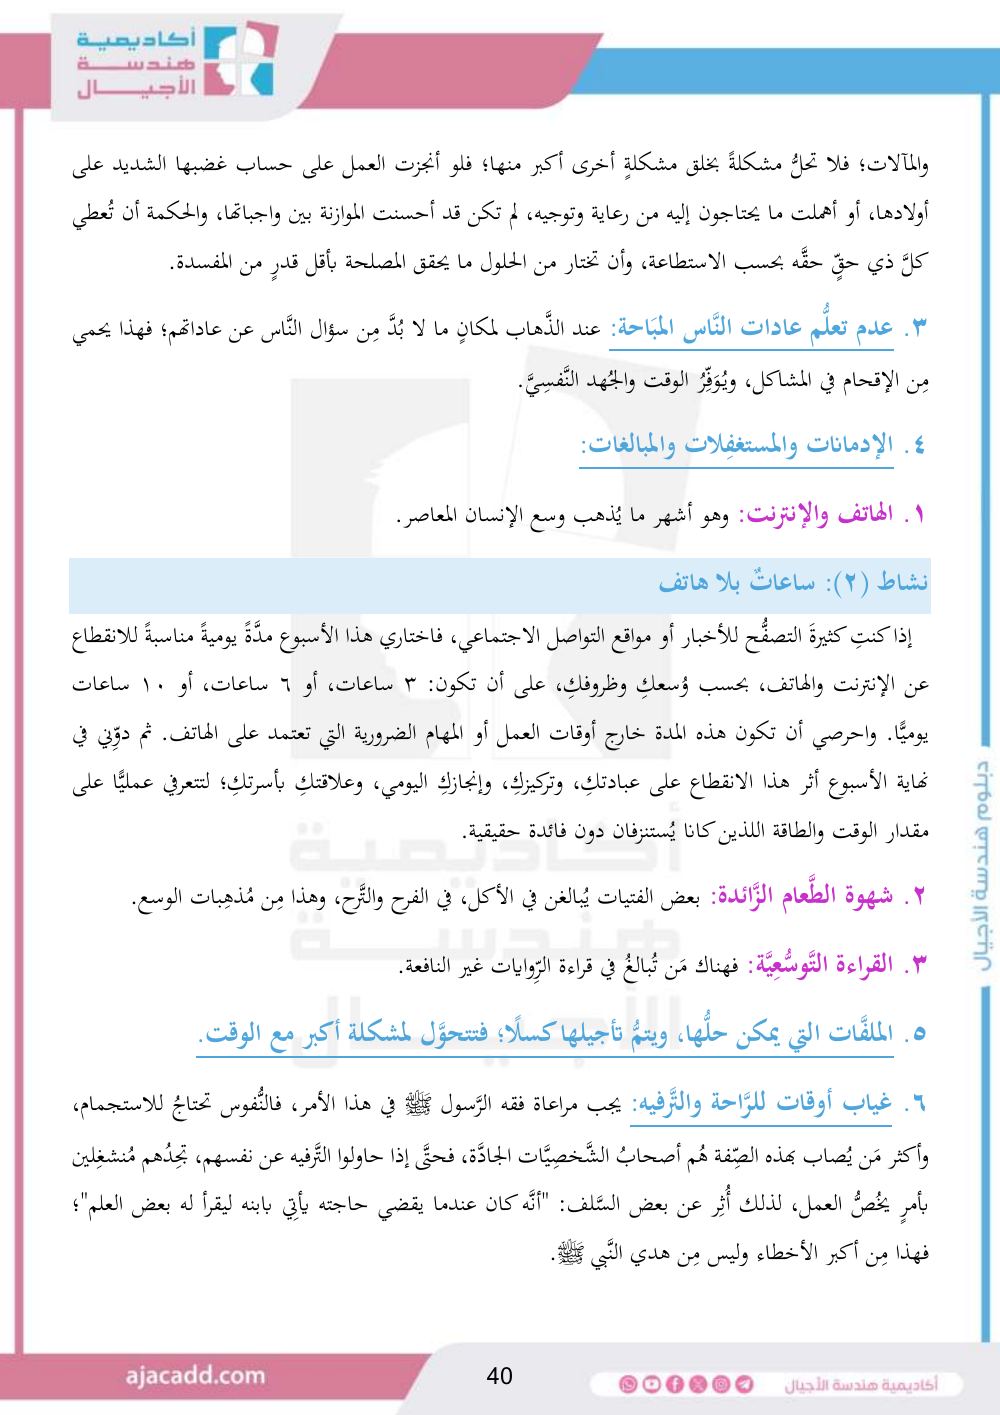 أكاديمية
هندسة
الأجيال
والمآلات؛ فلا تحلُّ مشكلةً بخلق مشكلةٍ أخرى أكبر منها؛ فلو أنجزت العمل على حساب غضبها الشديد على
أولادها، أو أهملت ما يحتاجون إليه من رعاية وتوجيه، لم تكن قد أحسنت الموازنة بين واجباتها، والحكمة أن تُعطي
كلَّ ذي حقٍّ حقَّه بحسب الاستطاعة، وأن تختار من الحلول ما يحقق المصلحة بأقل قدرٍ من المفسدة.
٣. عدم تعلُّم عادات النَّاس المبَاحة: عند الذَّهاب لمكانٍ ما لا بُدَّ مِن سؤال النَّاس عن عاداتهم؛ فهذا يحمي
مِن الإقحام في المشاكل، ويُوَفِّرُ الوقت والجُهد النَّفسِيَّ.
٤. الإدمانات والمستغفِلات والمبالغات:
١. الهاتف والإنترنت: وهو أشهر ما يُذهب وسع الإنسان المعاصر.
نشاط (٢): ساعاتٌ بلا هاتف
إذا كنتِ كثيرةَ التصفُّح للأخبار أو مواقع التواصل الاجتماعي، فاختاري هذا الأسبوع مدَّةً يوميةً مناسبةً للانقطاع
عن الإنترنت والهاتف، بحسب وُسعكِ وظروفكِ، على أن تكون: ٣ ساعات، أو ٦ ساعات، أو ١٠ ساعات
يوميًّا. واحرصي أن تكون هذه المدة خارج أوقات العمل أو المهام الضرورية التي تعتمد على الهاتف. ثم دوِّني في
نهاية الأسبوع أثر هذا الانقطاع على عبادتكِ، وتركيزكِ، وإنجازكِ اليومي، وعلاقتكِ بأسرتكِ؛ لتتعرفي عمليًّا على
مقدار الوقت والطاقة اللذين كانا يُستنزفان دون فائدة حقيقية.
٢. شهوة الطَّعام الزَّائدة: بعض الفتيات يُبالغن في الأكل، في الفرح والتَّرح، وهذا مِن مُذهِبات الوسع.
٣. القراءة التَّوسُّعِيَّة: فهناك مَن تُبالغُ في قراءة الرِّوايات غير النافعة.
٥. الملفَّات التي يمكن حلُّها، ويتمُّ تأجيلها كسلًا؛ فتتحوَّل لمشكلة أكبر مع الوقت.
٦. غياب أوقات للرَّاحة والتَّرفيه: يجب مراعاة فقه الرَّسول ﷺ في هذا الأمر، فالنُّفوس تحتاجُ للاستجمام،
وأكثر مَن يُصاب بهذه الصِّفة هُم أصحابُ الشَّخصِيَّات الجادَّة، فحتَّى إذا حاولوا التَّرفيه عن نفسهم، تجِدُهم مُنشغِلين
بأمرٍ يخُصُّ العمل، لذلك أُثِر عن بعض السَّلف: "أنَّه كان عندما يقضي حاجته يأتِي بابنه ليقرأ له بعض العلم"؛
فهذا مِن أكبر الأخطاء وليس مِن هدي النَّبي ﷺ.
دبلوم هندسة الأجيال
أكاديمية
هندسة
الأجيال
أكاديمية هندسة الأجيال
40
ajacadd.com